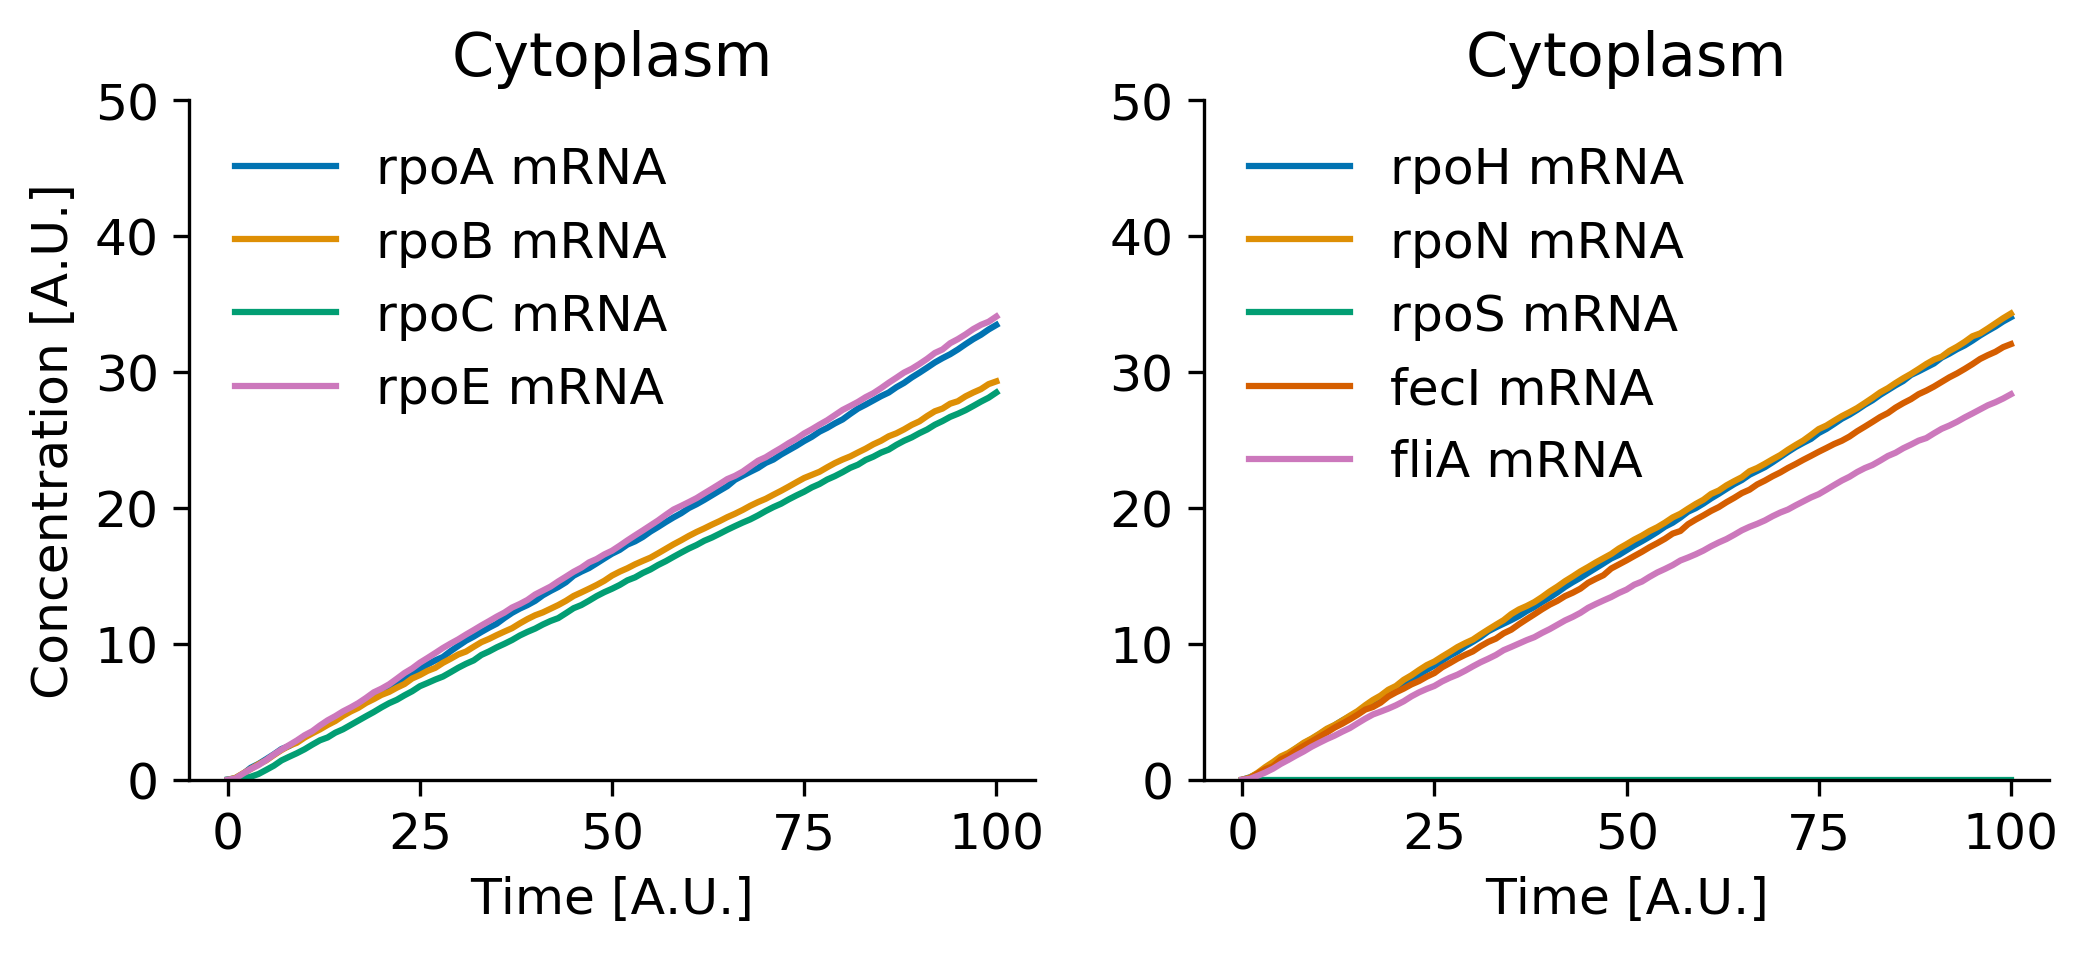 Cytoplasm
50
40
30
20
10
0
Concentration [A.U.]
rpoA mRNA
rpoB mRNA
rpoC mRNA
rpoE mRNA
0 25 50 75 100
Time [A.U.]
Cytoplasm
50
40
30
20
10
0
rpoH mRNA
rpoN mRNA
rpoS mRNA
fecI mRNA
fliA mRNA
0 25 50 75 100
Time [A.U.]